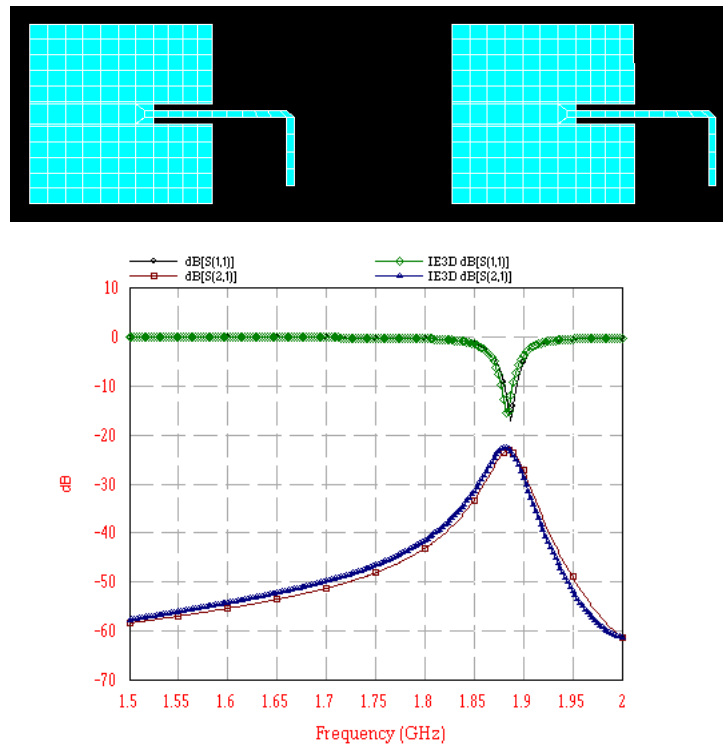 dB[S(1,1)] IE3D dB[S(1,1)]
dB[S(2,1)] IE3D dB[S(2,1)]
10
0
-10
-20
-30
dB
-40
-50
-60
-70
1.5 1.55 1.6 1.65 1.7 1.75 1.8 1.85 1.9 1.95 2
Frequency (GHz)